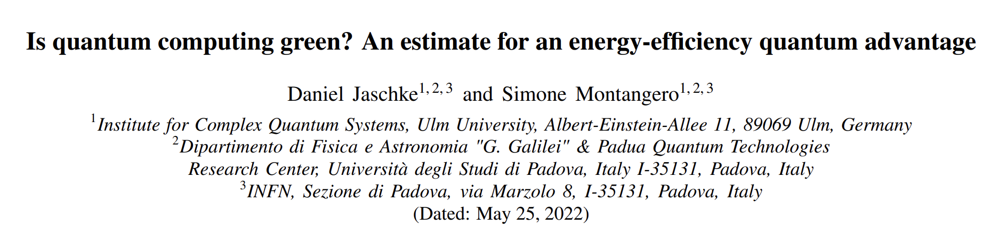 Is quantum computing green? An estimate for an energy-efficiency quantum advantage
Daniel Jaschke1, 2, 3 and Simone Montangero1, 2, 3
1Institute for Complex Quantum Systems, Ulm University, Albert-Einstein-Allee 11, 89069 Ulm, Germany
2Dipartimento di Fisica e Astronomia "G. Galilei" & Padua Quantum Technologies
Research Center, Università degli Studi di Padova, Italy I-35131, Padova, Italy
3INFN, Sezione di Padova, via Marzolo 8, I-35131, Padova, Italy
(Dated: May 25, 2022)